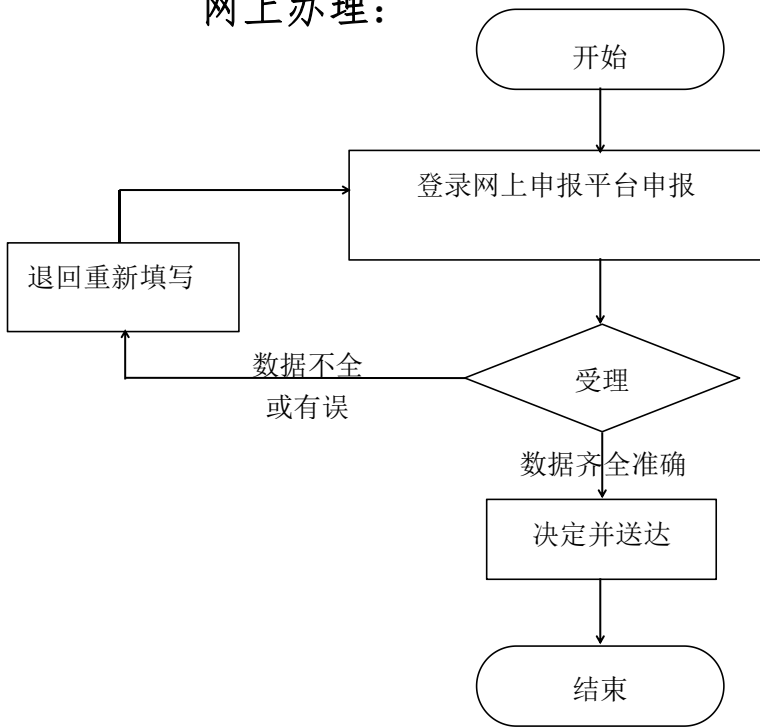 网上办理：
开始
登录网上申报平台申报
退回重新填写
数据不全
或有误
受理
数据齐全准确
决定并送达
结束